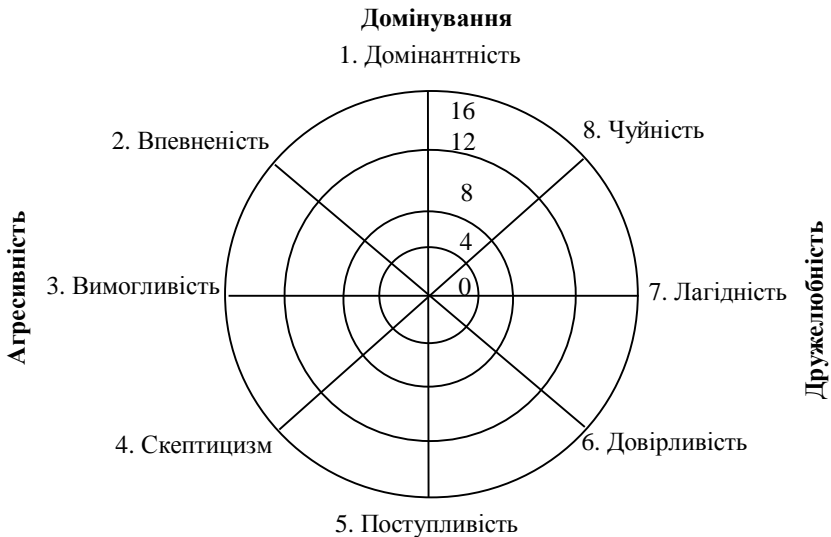 Домінування
1. Домінантність
16
8. Чуйність
2. Впевненість
12
8
4
Агресивність
3. Вимогливість
0
7. Лагідність
Дружелюбність
4. Скептицизм
6. Довірливість
5. Поступливість